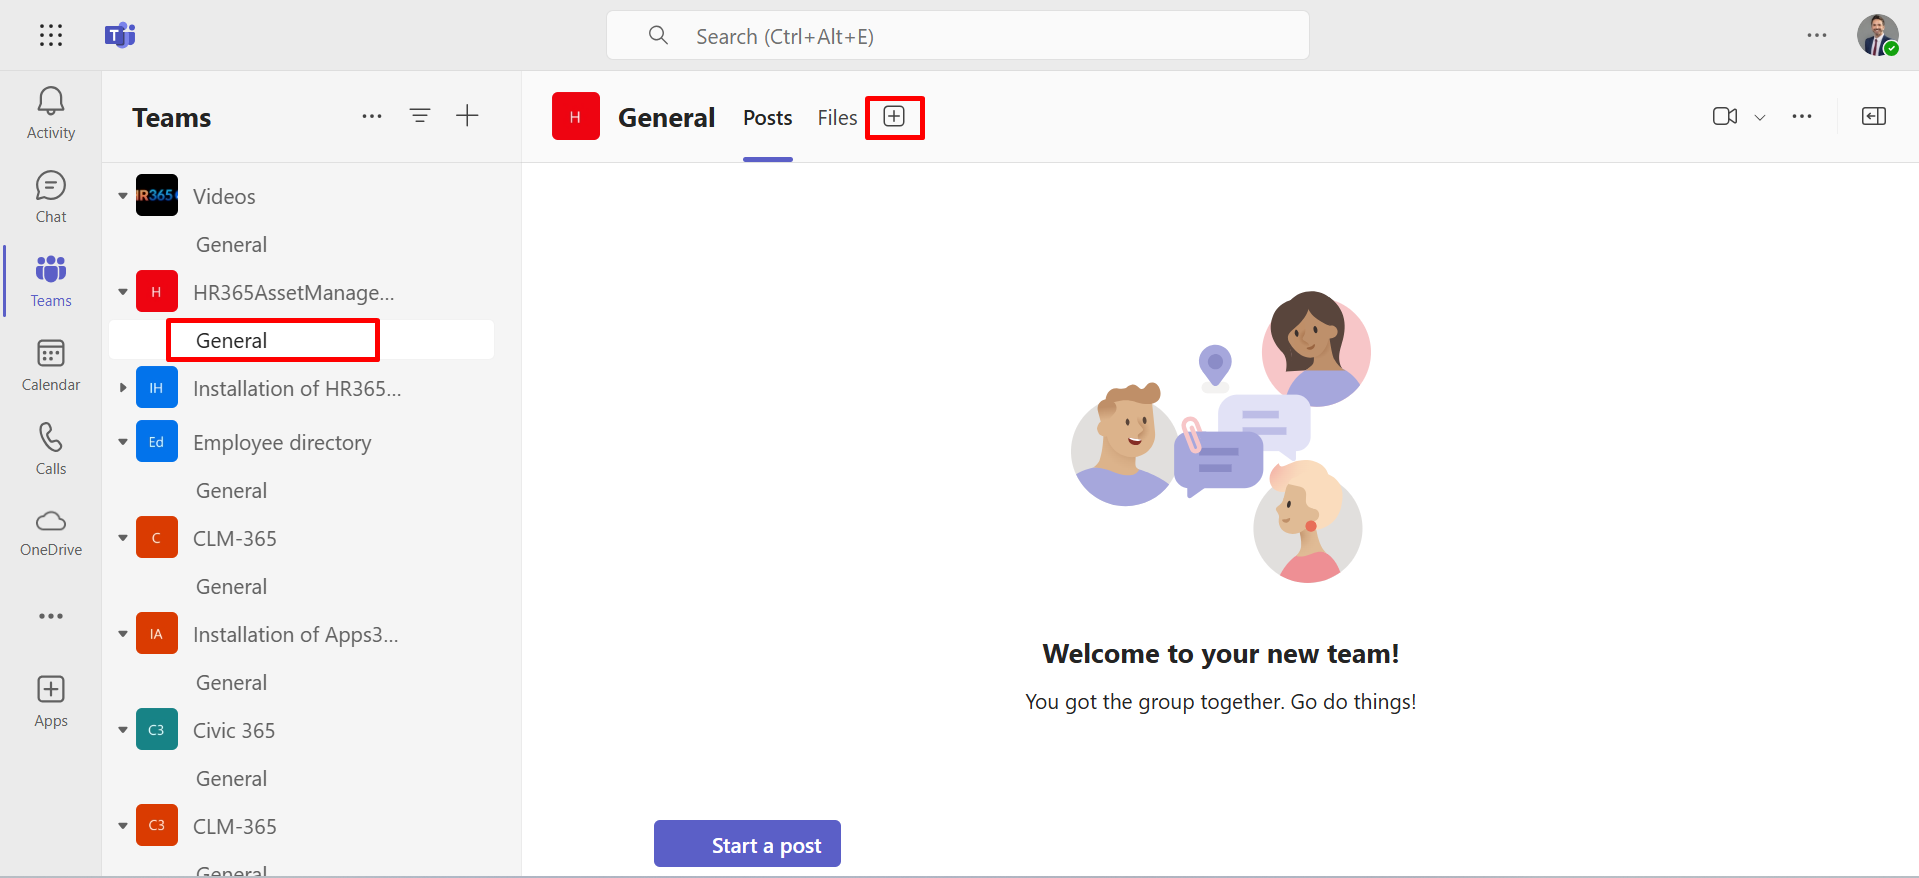 Search (Ctrl+Alt+E)
Activity
Chat
Teams
Calendar
Calls
OneDrive
Apps
Teams
HR365
Videos
General
H
HR365AssetManage...
General
IH
Installation of HR365...
Ed
Employee directory
General
C
CLM-365
General
IA
Installation of Apps3...
General
C3
Civic 365
General
C3
CLM-365
General
H
General
Posts
Files
Welcome to your new team!
You got the group together. Go do things!
Start a post